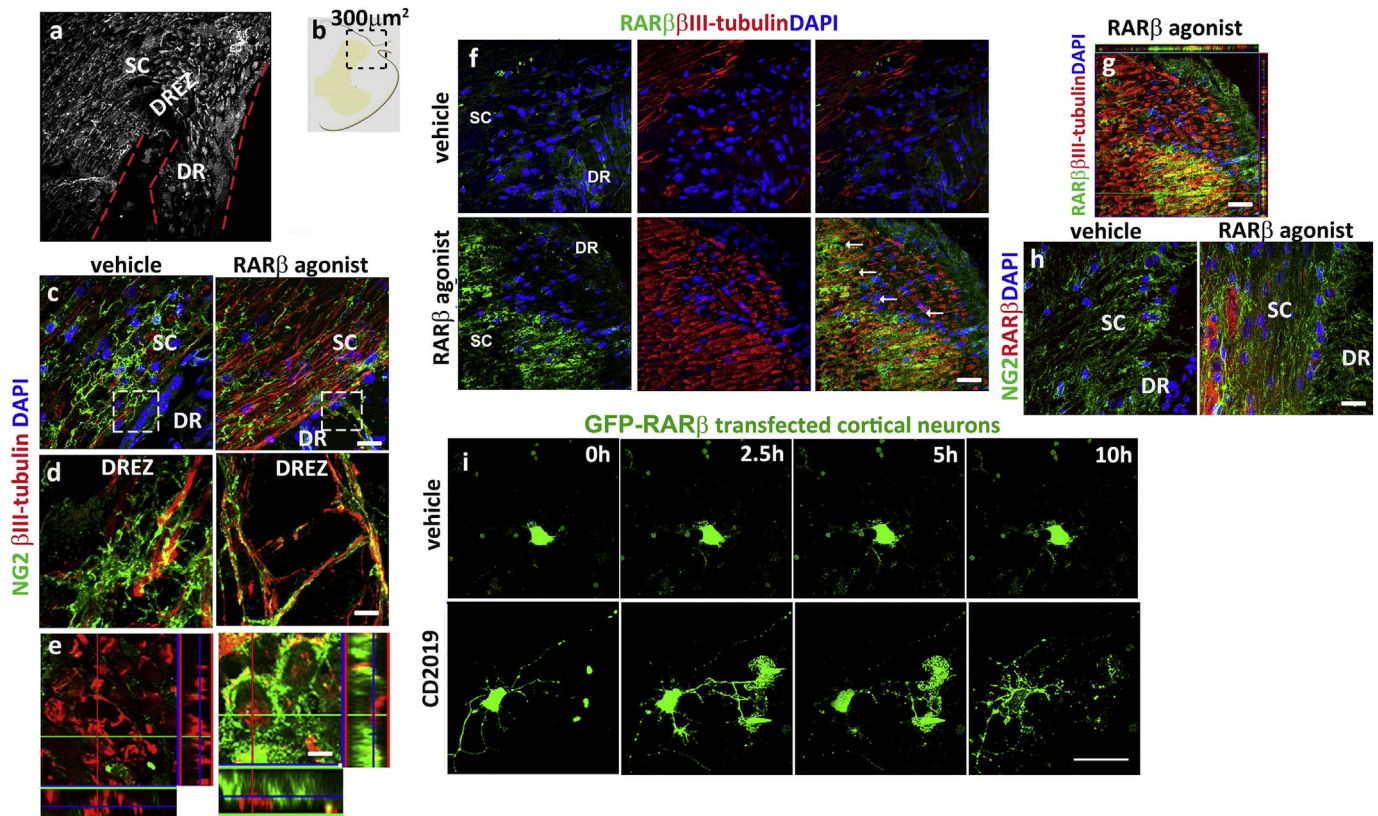 a
SC
DREZ
DR
300μm²
b
RARββIII-tubulinDAPI
vehicle
f
SC
DR
RARβ agonist
DR
SC
RARβ agonist
g
RARββIII-tubulinDAPI
vehicle
RARβ agonist
h
NG2RARβDAPI
SC
DR
SC
DR
vehicle
RARβ agonist
NG2 βIII-tubulin DAPI
c
SC
DR
SC
DR
d
DREZ
DREZ
e
GFP-RARβ transfected cortical neurons
i
0h
2.5h
5h
10h
vehicle
CD2019